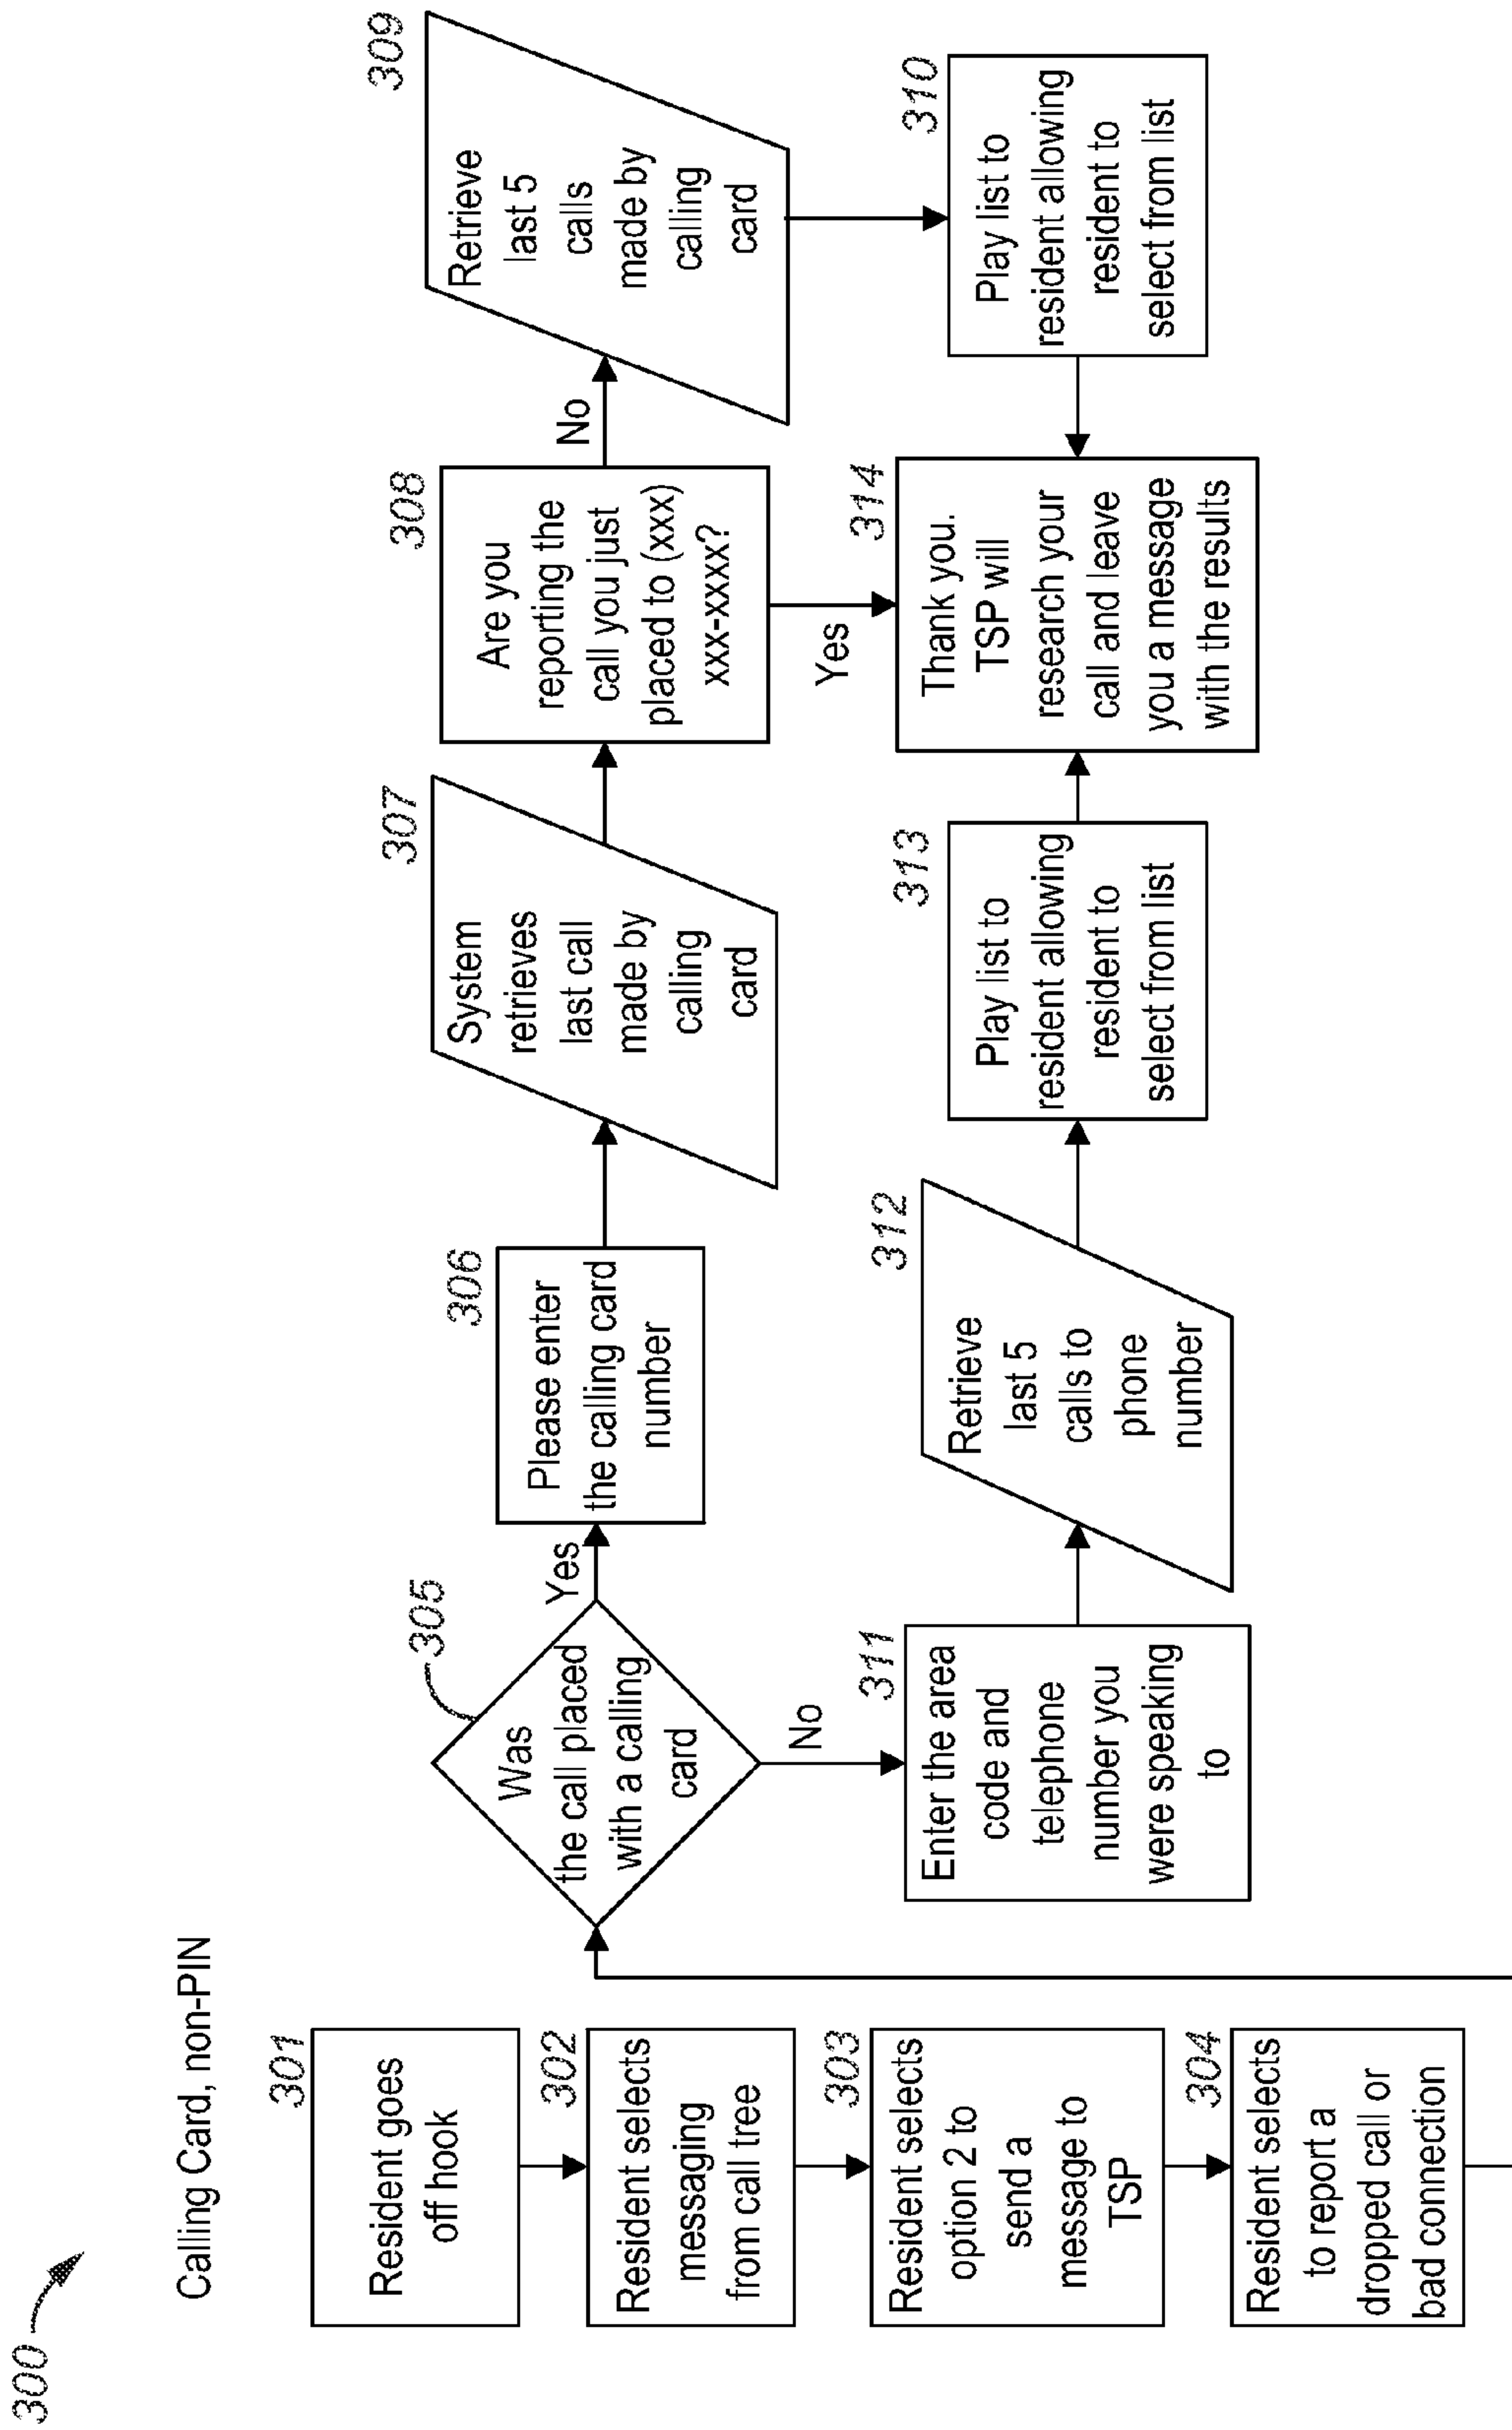 300
Calling Card, non-PIN
301
Resident goes
off hook
302
Resident selects
messaging
from call tree
303
Resident selects
option 2 to
send a
message to
TSP
304
Resident selects
to report a
dropped call or
bad connection
305
Was
the call placed
with a calling
card
Yes
No
306
Please enter
the calling card
number
307
System
retrieves
last call
made by
calling
card
308
Are you
reporting the
call you just
placed to (xxx)
xxx-xxxx?
No
Yes
309
Retrieve
last 5
calls
made by
calling
card
310
Play list to
resident allowing
resident to
select from list
311
Enter the area
code and
telephone
number you
were speaking
to
312
Retrieve
last 5
calls to
phone
number
313
Play list to
resident allowing
resident to
select from list
314
Thank you.
TSP will
research your
call and leave
you a message
with the results